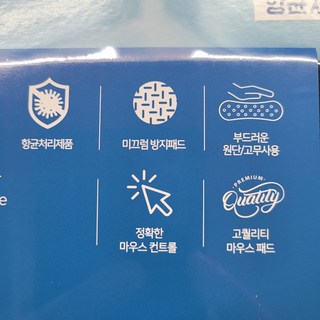 항균처리제품
미끄럼 방지패드
부드러운
원단/고무사용
e
정확한
마우스 컨트롤
PREMIUM
Quality
고퀄리티
마우스 패드